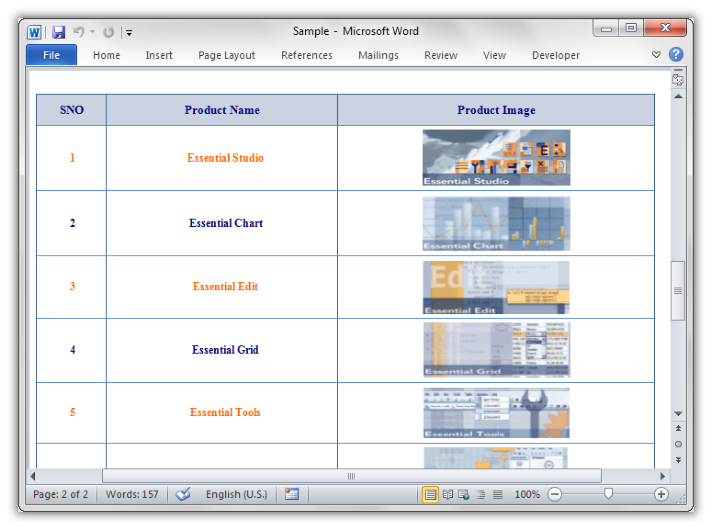 Sample - Microsoft Word
File Home Insert Page Layout References Mailings Review View Developer
SNO Product Name Product Image
1 Essential Studio Essential Studio
2 Essential Chart Essential Chart
3 Essential Edit Edi Essential Edit
4 Essential Grid Essential Grid
5 Essential Tools Essential Tools
Page: 2 of 2 Words: 157 English (U.S.) 100%